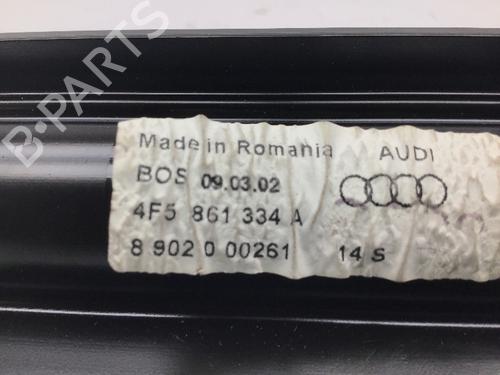 Made in Romania AUDI
BOS 09.03.02
4F5 861 334 A
8 902 0 00261 14 S
B-PARTS